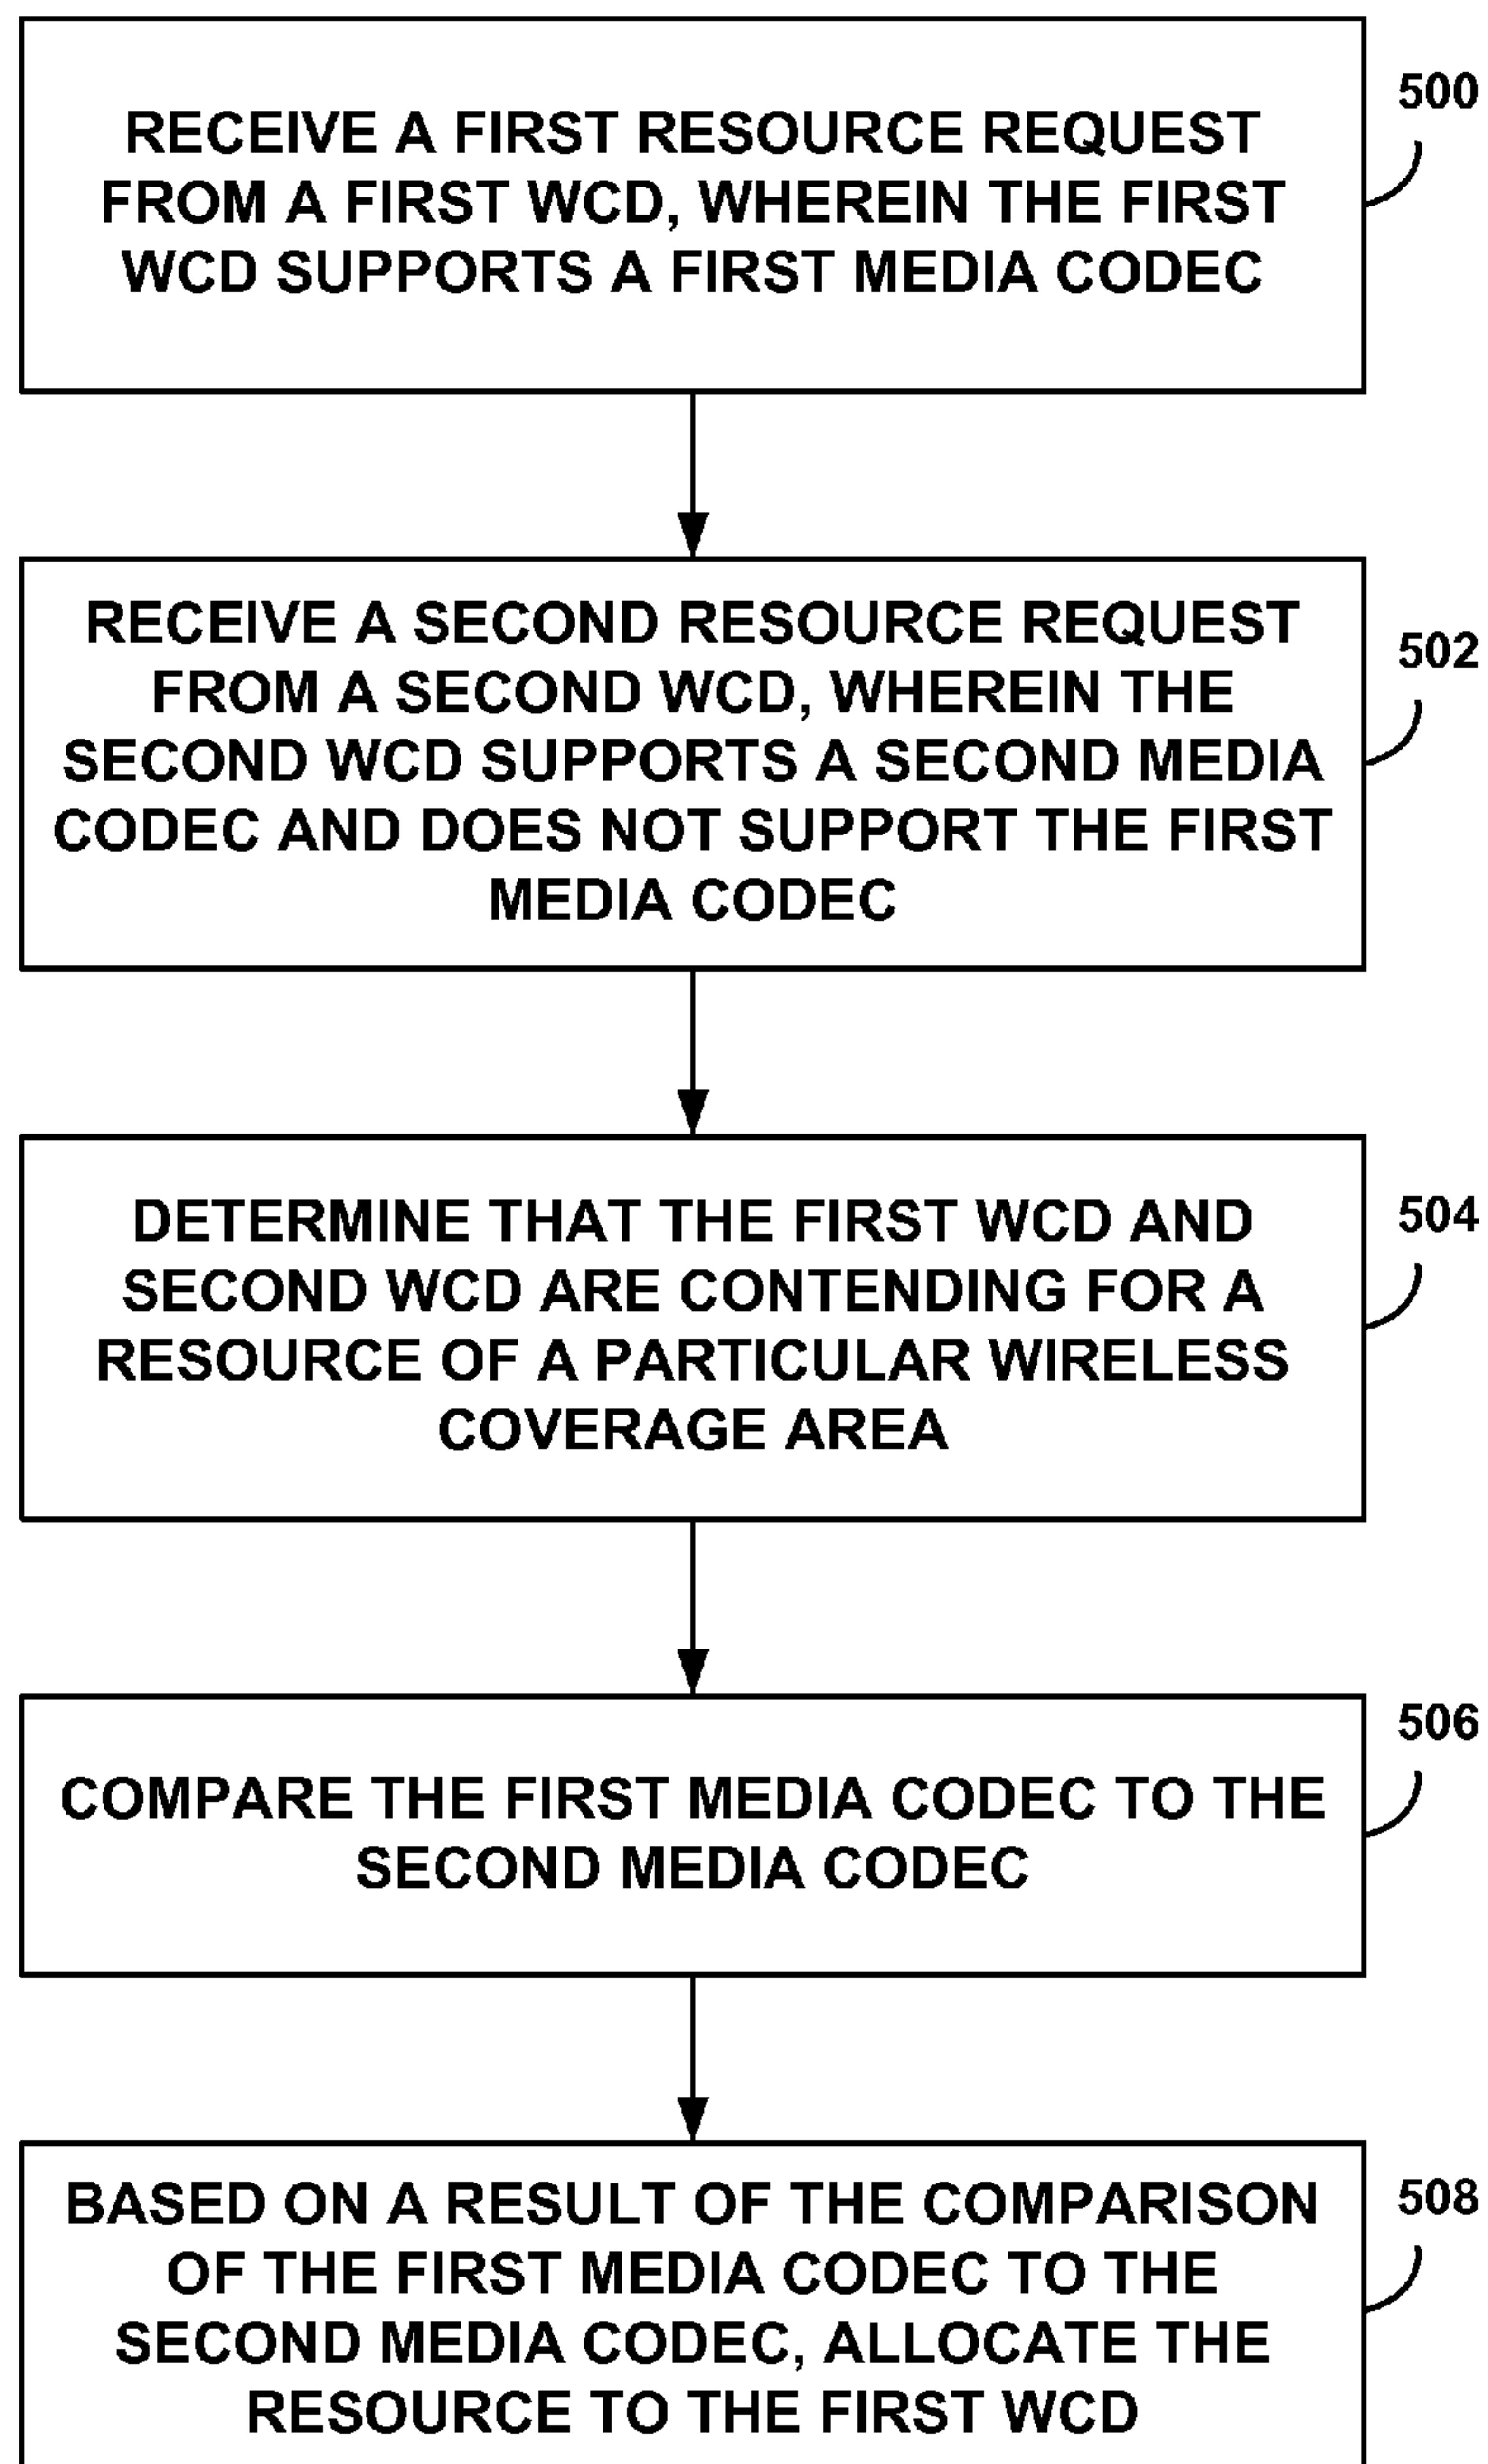 RECEIVE A FIRST RESOURCE REQUEST
FROM A FIRST WCD, WHEREIN THE FIRST
WCD SUPPORTS A FIRST MEDIA CODEC
500
RECEIVE A SECOND RESOURCE REQUEST
FROM A SECOND WCD, WHEREIN THE
SECOND WCD SUPPORTS A SECOND MEDIA
CODEC AND DOES NOT SUPPORT THE FIRST
MEDIA CODEC
502
DETERMINE THAT THE FIRST WCD AND
SECOND WCD ARE CONTENDING FOR A
RESOURCE OF A PARTICULAR WIRELESS
COVERAGE AREA
504
COMPARE THE FIRST MEDIA CODEC TO THE
SECOND MEDIA CODEC
506
BASED ON A RESULT OF THE COMPARISON
OF THE FIRST MEDIA CODEC TO THE
SECOND MEDIA CODEC, ALLOCATE THE
RESOURCE TO THE FIRST WCD
508